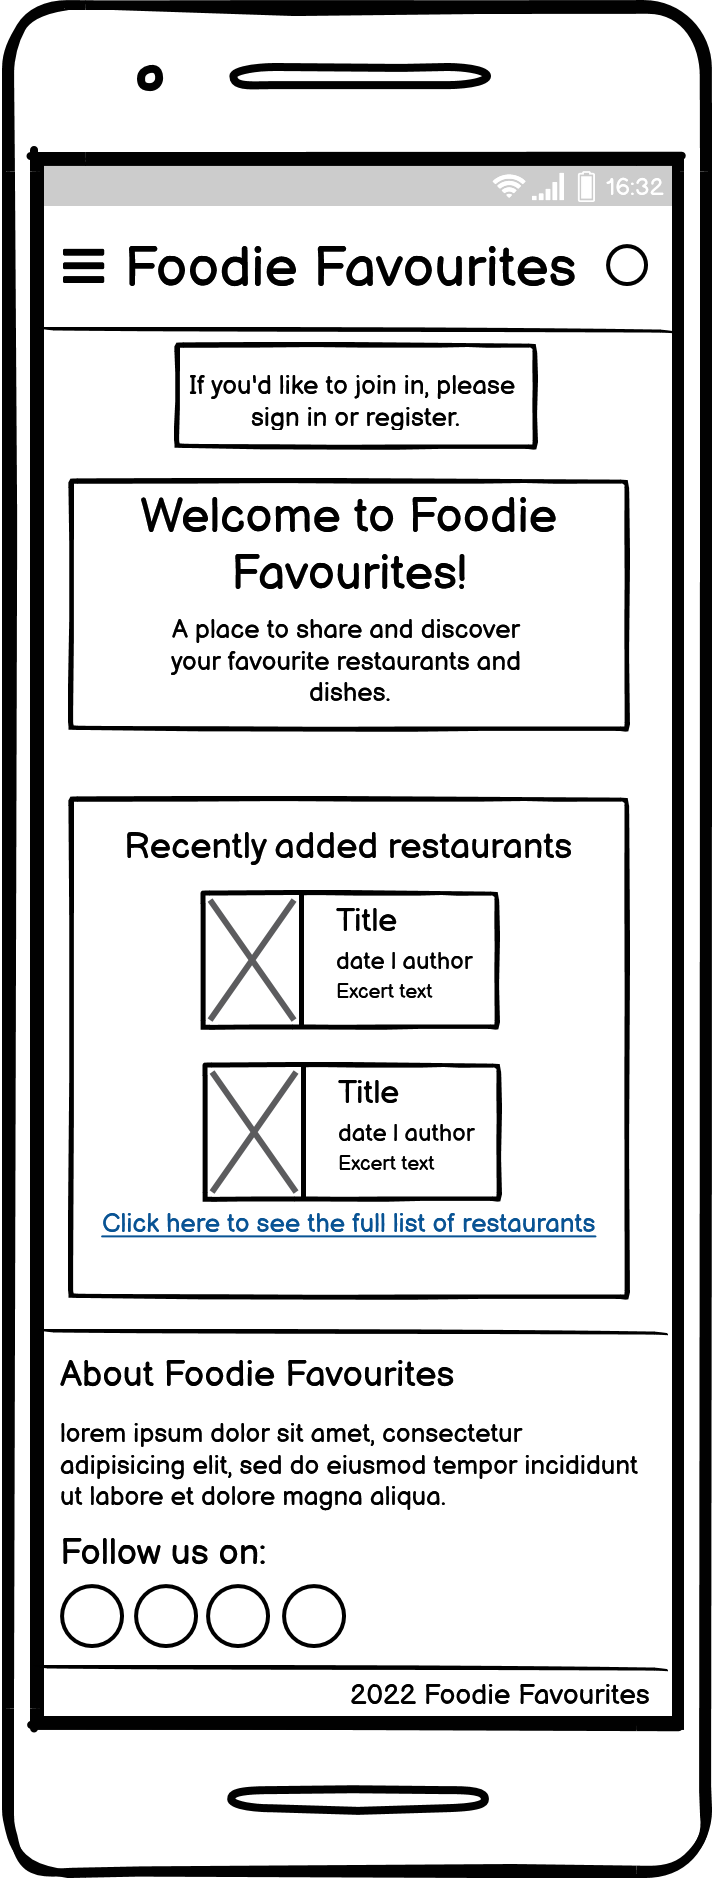 16:32
Foodie Favourites
If you'd like to join in, please
sign in or register.
Welcome to Foodie
Favourites!
A place to share and discover
your favourite restaurants and
dishes.
Recently added restaurants
Title
date | author
Excert text
Title
date | author
Excert text
Click here to see the full list of restaurants
About Foodie Favourites
lorem ipsum dolor sit amet, consectetur
adipisicing elit, sed do eiusmod tempor incididunt
ut labore et dolore magna aliqua.
Follow us on:
2022 Foodie Favourites